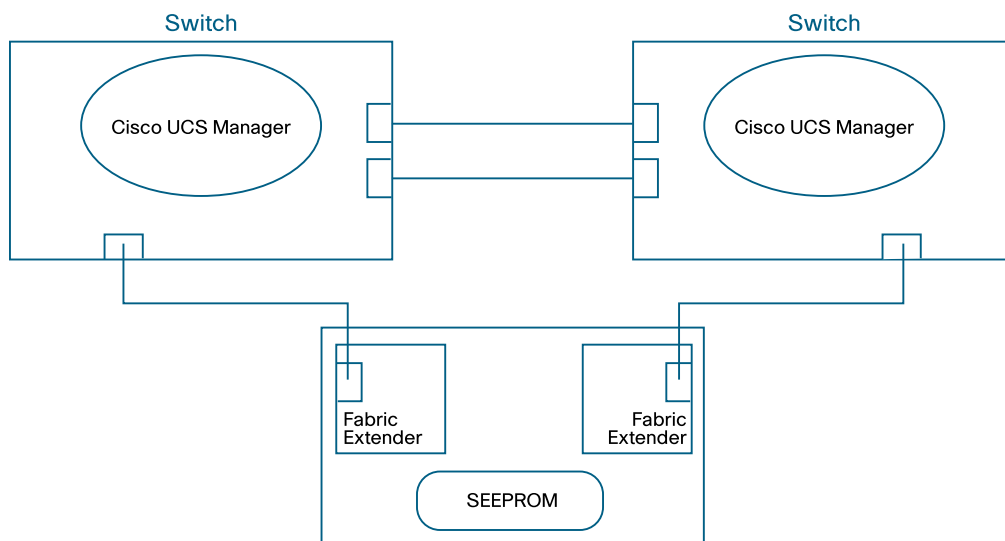 Switch
Switch
Cisco UCS Manager
Cisco UCS Manager
Fabric
Extender
Fabric
Extender
SEEPROM